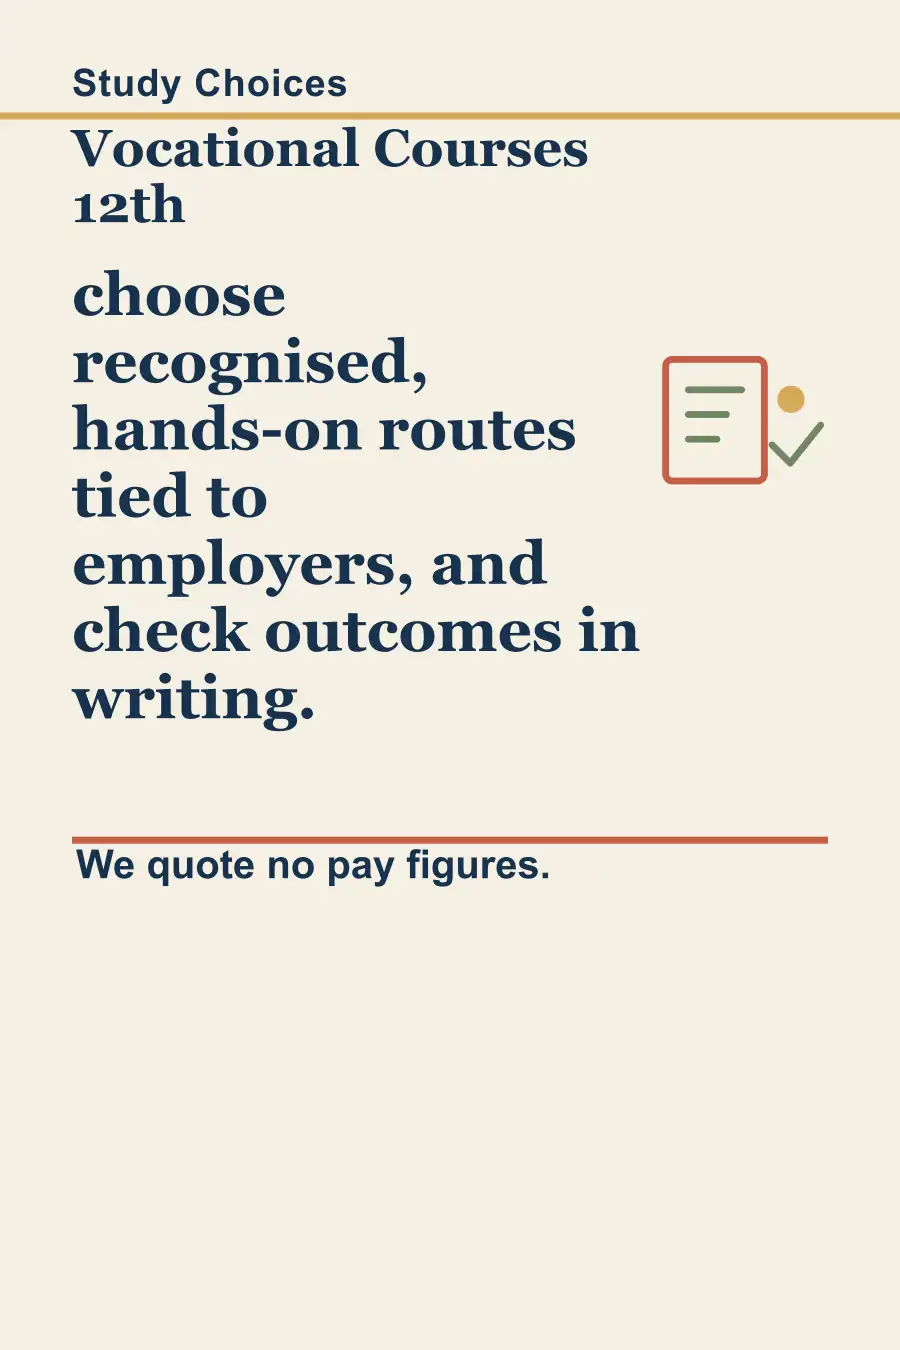 Study Choices
Vocational Courses
12th
choose
recognised,
hands-on routes
tied to
employers, and
check outcomes in
writing.
We quote no pay figures.